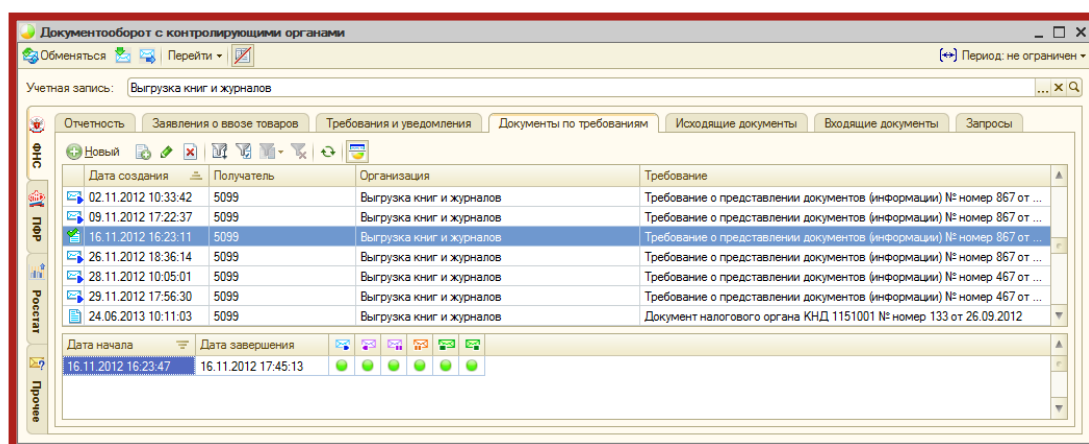 Документооборот с контролирующими органами
Обменяться Перейти Период: не ограничен
Учетная запись: Выгрузка книг и журналов
ФНС
ПФР
Росстат
Прочее
Отчетность Заявления о ввозе товаров Требования и уведомления Документы по требованиям Исходящие документы Входящие документы Запросы
Новый
Дата создания Получатель Организация Требование
02.11.2012 10:33:42 5099 Выгрузка книг и журналов Требование о представлении документов (информации) № номер 867 от ...
09.11.2012 17:22:37 5099 Выгрузка книг и журналов Требование о представлении документов (информации) № номер 867 от ...
16.11.2012 16:23:11 5099 Выгрузка книг и журналов Требование о представлении документов (информации) № номер 867 от ...
26.11.2012 18:36:14 5099 Выгрузка книг и журналов Требование о представлении документов (информации) № номер 867 от ...
28.11.2012 10:05:01 5099 Выгрузка книг и журналов Требование о представлении документов (информации) № номер 467 от ...
29.11.2012 17:56:30 5099 Выгрузка книг и журналов Требование о представлении документов (информации) № номер 467 от ...
24.06.2013 10:11:03 5099 Выгрузка книг и журналов Документ налогового органа КНД 1151001 № номер 133 от 26.09.2012
Дата начала Дата завершения
16.11.2012 16:23:47 16.11.2012 17:45:13